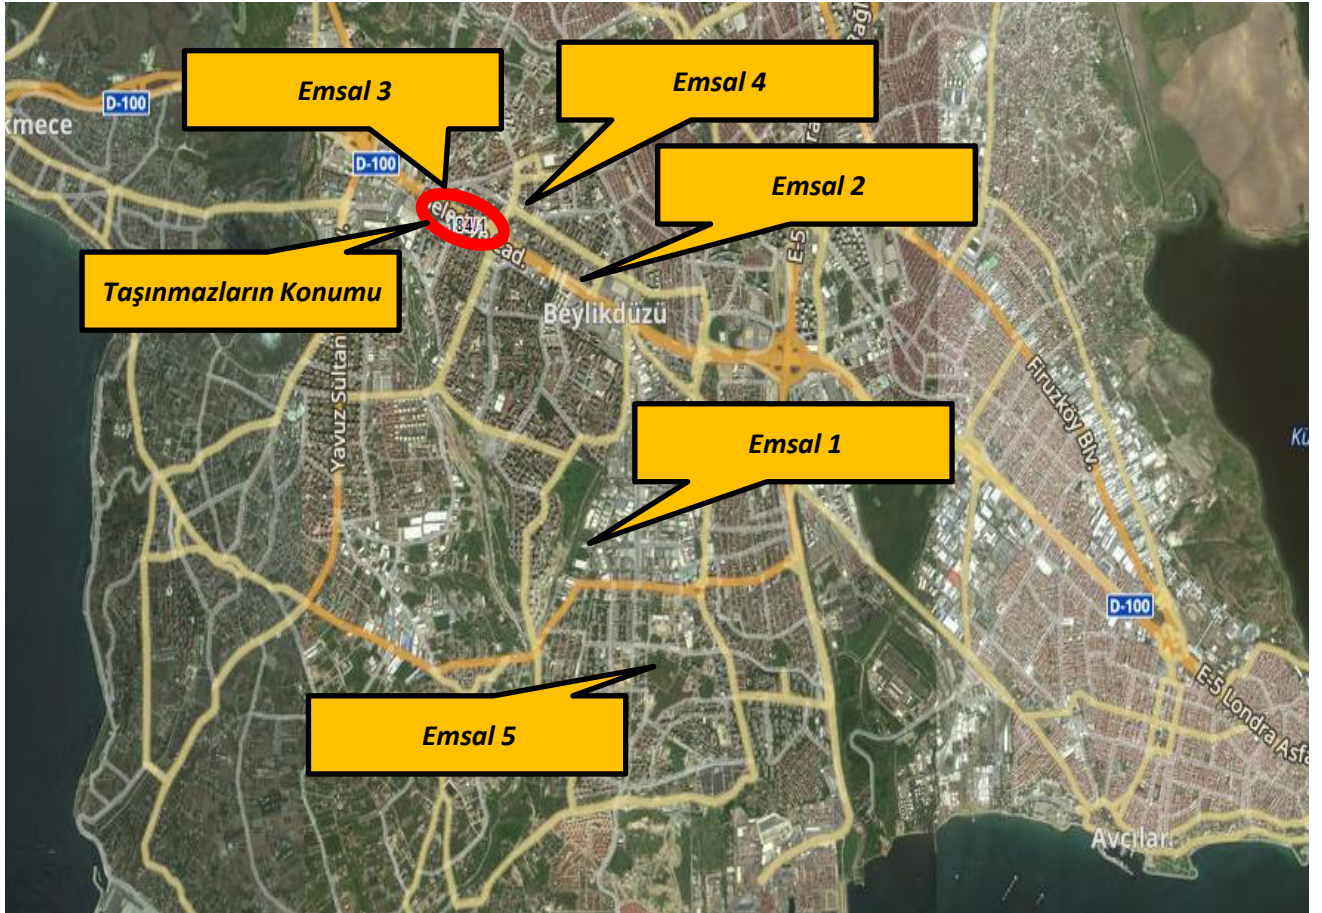 Emsal 3
Emsal 4
D-100
D-100
Emsal 2
184/1
Taşınmazların Konumu
Beylikdüzü
E-5
Yavuz Sultan
Firuzköy Blv.
Emsal 1
Kü
D-100
Emsal 5
E-5 Londra Asfa
Avcılar